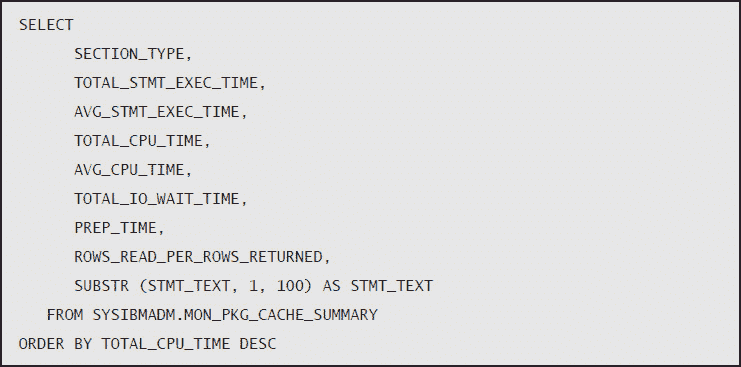 SELECT
SECTION_TYPE,
TOTAL_STMT_EXEC_TIME,
AVG_STMT_EXEC_TIME,
TOTAL_CPU_TIME,
AVG_CPU_TIME,
TOTAL_IO_WAIT_TIME,
PREP_TIME,
ROWS_READ_PER_ROWS_RETURNED,
SUBSTR (STMT_TEXT, 1, 100) AS STMT_TEXT
FROM SYSIBMADM.MON_PKG_CACHE_SUMMARY
ORDER BY TOTAL_CPU_TIME DESC